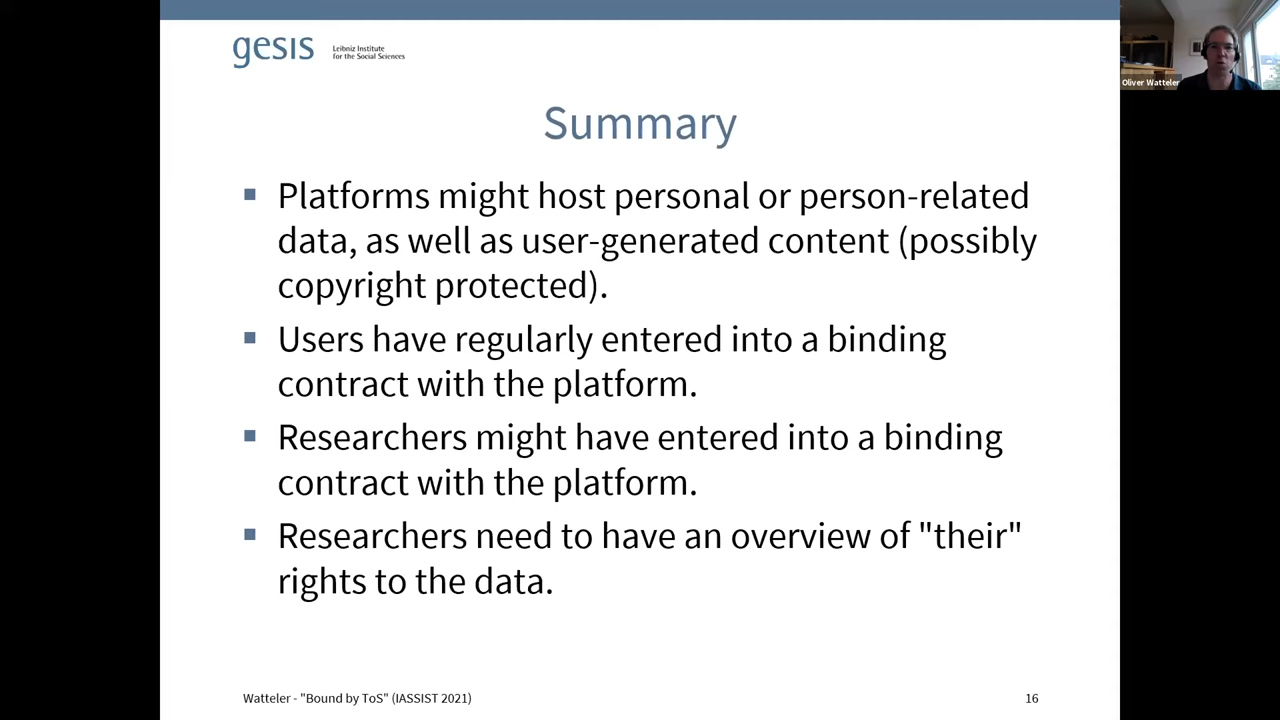 gesis
Leibniz Institute
for the Social Sciences
Oliver Watteler
Summary
Platforms might host personal or person-related
data, as well as user-generated content (possibly
copyright protected).
Users have regularly entered into a binding
contract with the platform.
Researchers might have entered into a binding
contract with the platform.
Researchers need to have an overview of "their"
rights to the data.
Watteler - "Bound by ToS" (IASSIST 2021)
16